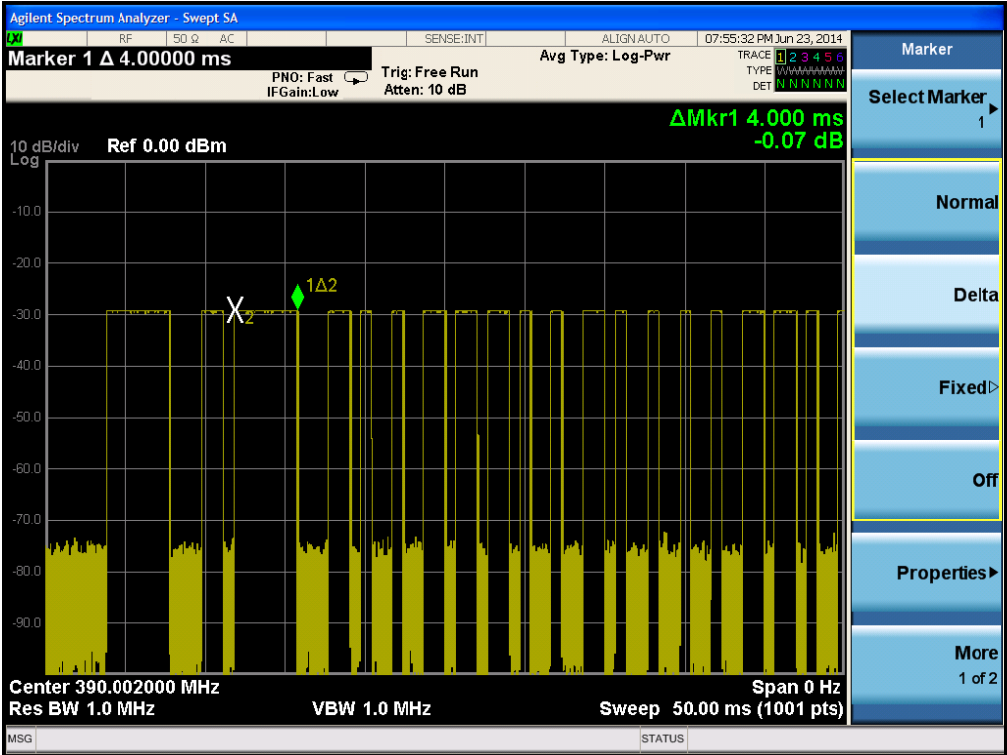 Agilent Spectrum Analyzer - Swept SA
LXI RF 50 Ω AC SENSE:INT ALIGN AUTO 07:55:32 PM Jun 23, 2014
Marker 1 Δ 4.00000 ms
PNO: Fast
IFGain:Low
Trig: Free Run
Atten: 10 dB
Avg Type: Log-Pwr
TRACE 1 2 3 4 5 6
TYPE
DET N N N N N N
ΔMkr1 4.000 ms
-0.07 dB
10 dB/div Ref 0.00 dBm
Log
-10.0
-20.0
1Δ2
X2
-30.0
-40.0
-50.0
-60.0
-70.0
-80.0
-90.0
Center 390.002000 MHz Span 0 Hz
Res BW 1.0 MHz VBW 1.0 MHz Sweep 50.00 ms (1001 pts)
MSG STATUS
Marker
Select Marker
1
Normal
Delta
Fixed
Off
Properties
More
1 of 2